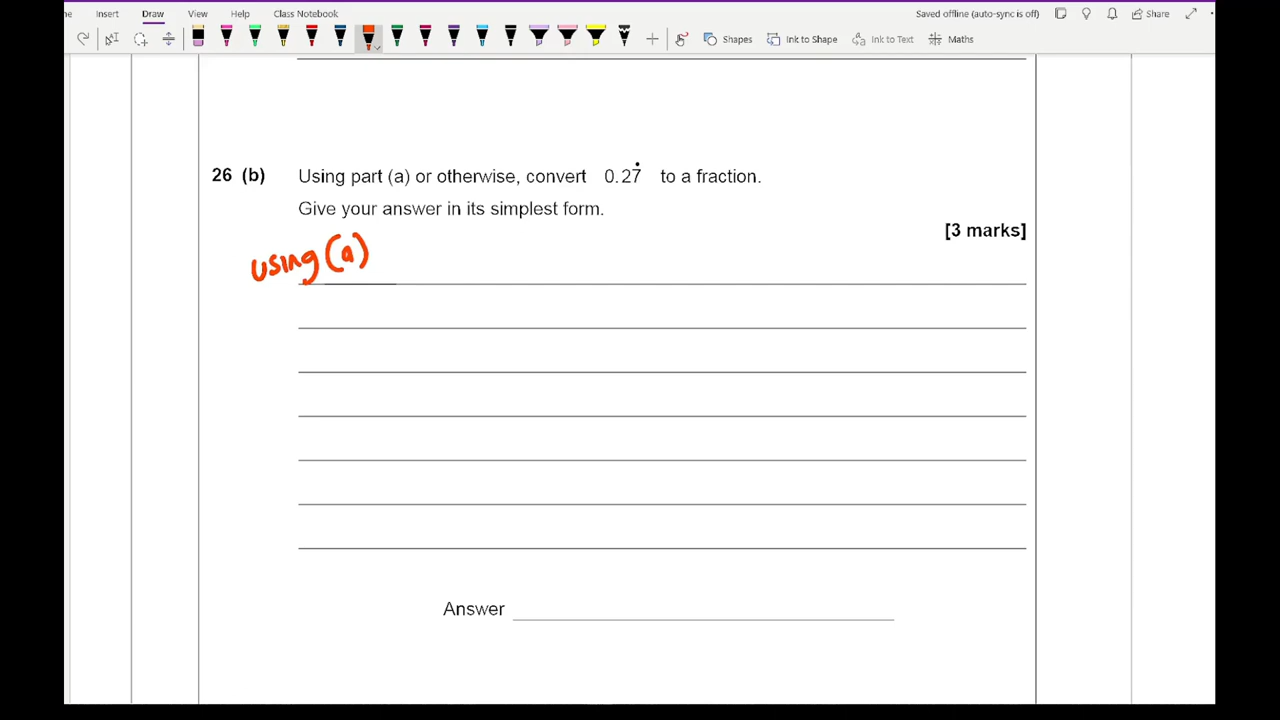 me Insert Draw View Help Class Notebook Saved offline (auto-sync is off) Share
Shapes Ink to Shape Ink to Text Maths
26 (b) Using part (a) or otherwise, convert 0.27̇ to a fraction.
Give your answer in its simplest form.
[3 marks]
using (a)
Answer